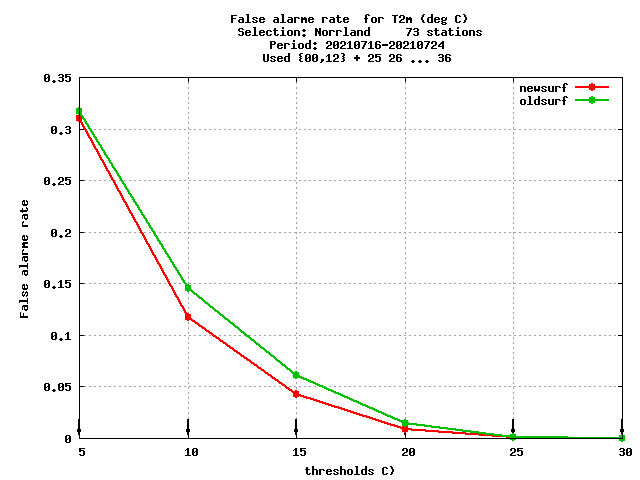 False alarme rate  for T2m (deg C)
Selection: Norrland     73 stations
Period: 20210716-20210724
Used {00,12} + 25 26 ... 36
newsurf
oldsurf
0.35
0.3
0.25
0.2
0.15
0.1
0.05
0
False alarme rate
5 10 15 20 25 30
thresholds C)